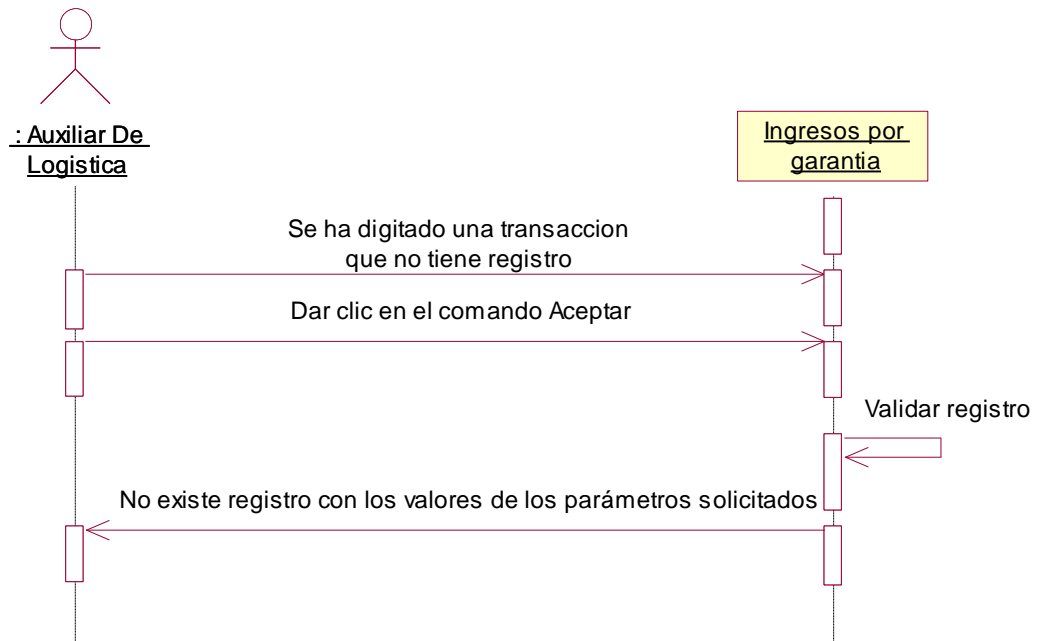 : Auxiliar De
Logistica
Ingresos por
garantia
Se ha digitado una transaccion
que no tiene registro
Dar clic en el comando Aceptar
Validar registro
No existe registro con los valores de los parámetros solicitados